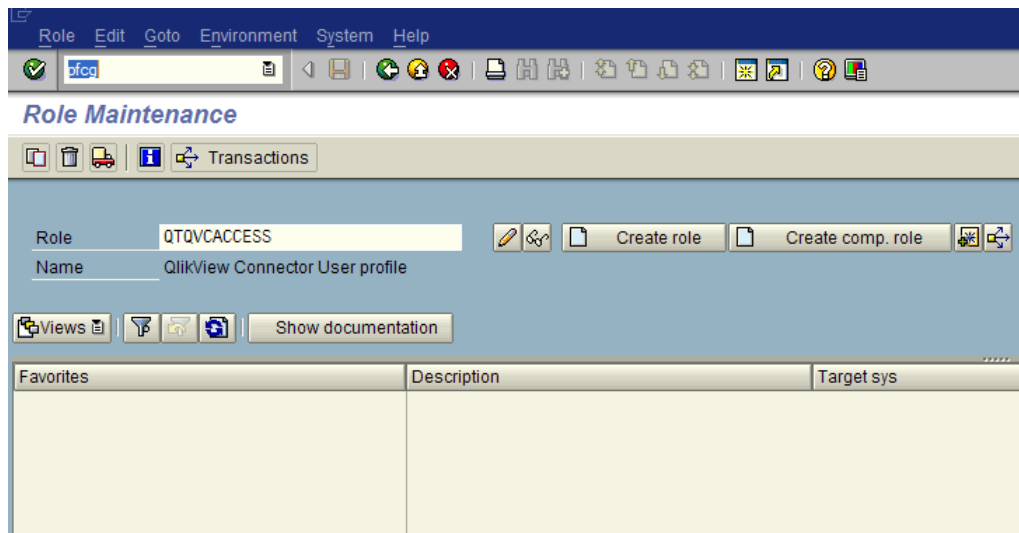 Role Edit Goto Environment System Help
pfcg
Role Maintenance
Transactions
Role QTQVCACCESS Create role Create comp. role
Name QlikView Connector User profile
Views Show documentation
Favorites Description Target sys